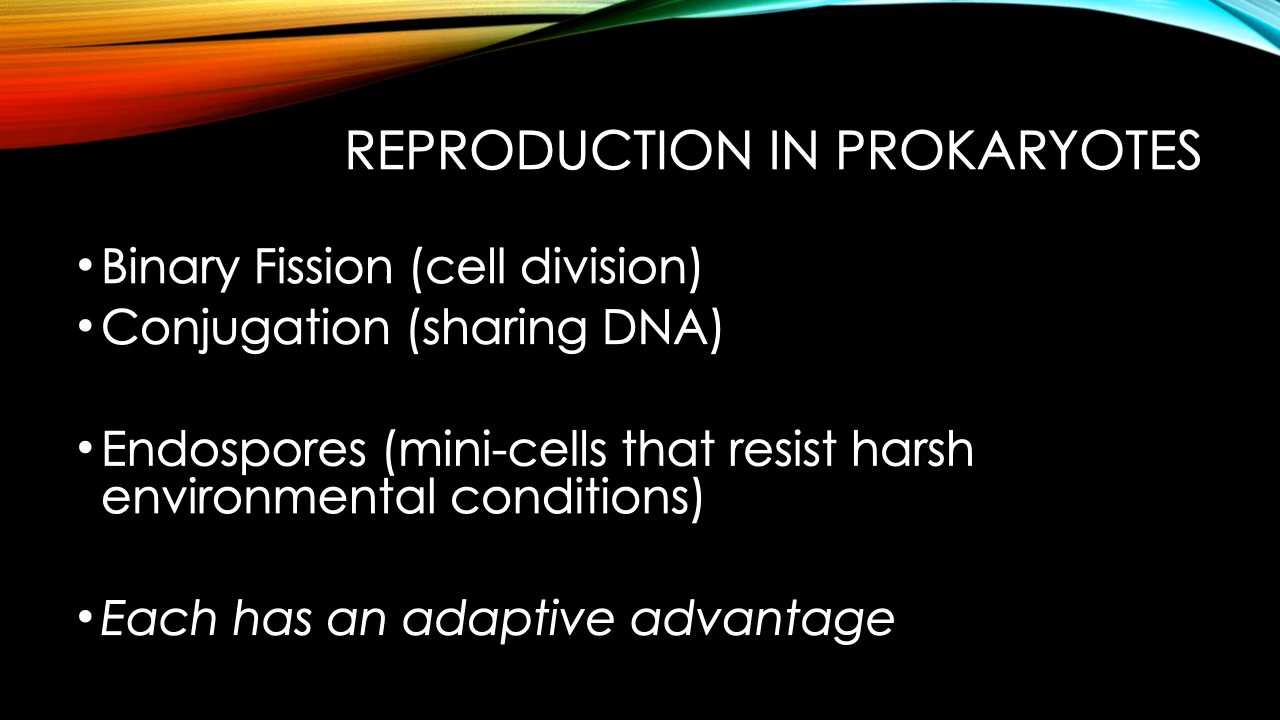 REPRODUCTION IN PROKARYOTES
• Binary Fission (cell division)
• Conjugation (sharing DNA)
• Endospores (mini-cells that resist harsh
environmental conditions)
• Each has an adaptive advantage